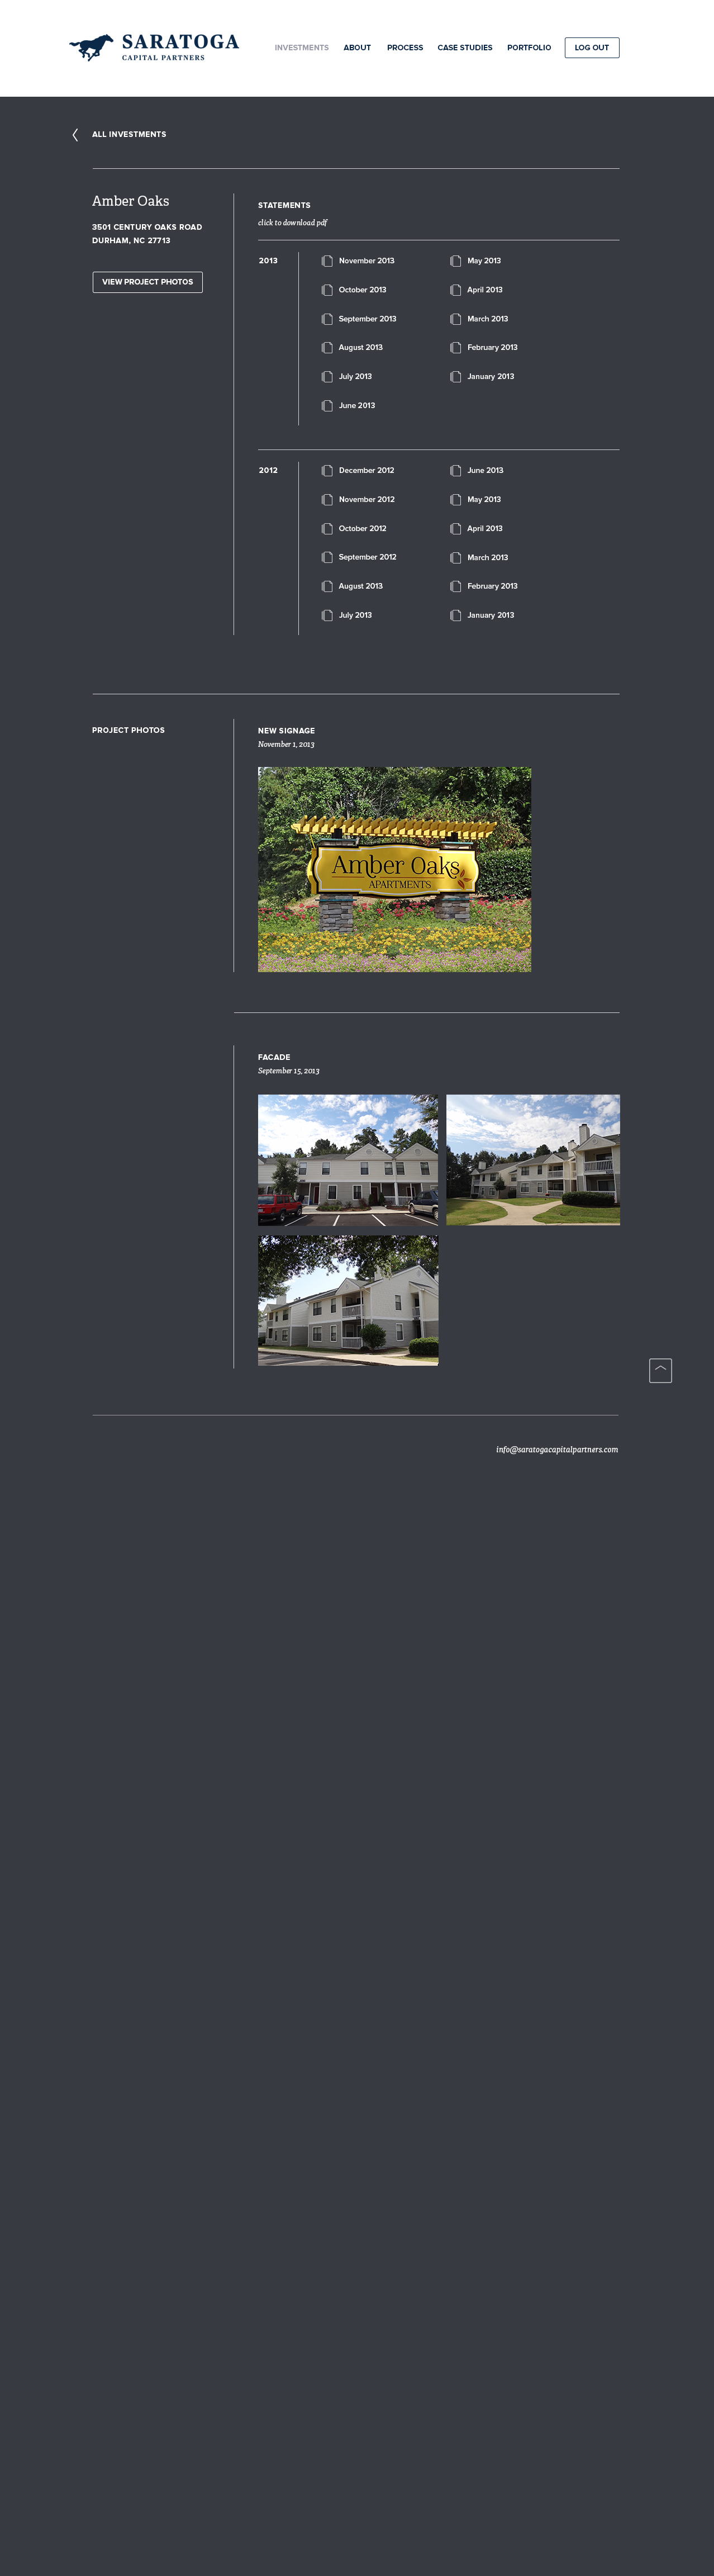 SARATOGA
CAPITAL PARTNERS
INVESTMENTS ABOUT PROCESS CASE STUDIES PORTFOLIO LOG OUT
ALL INVESTMENTS
Amber Oaks
3501 CENTURY OAKS ROAD
DURHAM, NC 27713
VIEW PROJECT PHOTOS
STATEMENTS
click to download pdf
2013
November 2013
October 2013
September 2013
August 2013
July 2013
June 2013
May 2013
April 2013
March 2013
February 2013
January 2013
2012
December 2012
November 2012
October 2012
September 2012
August 2013
July 2013
June 2013
May 2013
April 2013
March 2013
February 2013
January 2013
PROJECT PHOTOS
NEW SIGNAGE
November 1, 2013
Amber Oaks
APARTMENTS
FACADE
September 15, 2013
info@saratogacapitalpartners.com